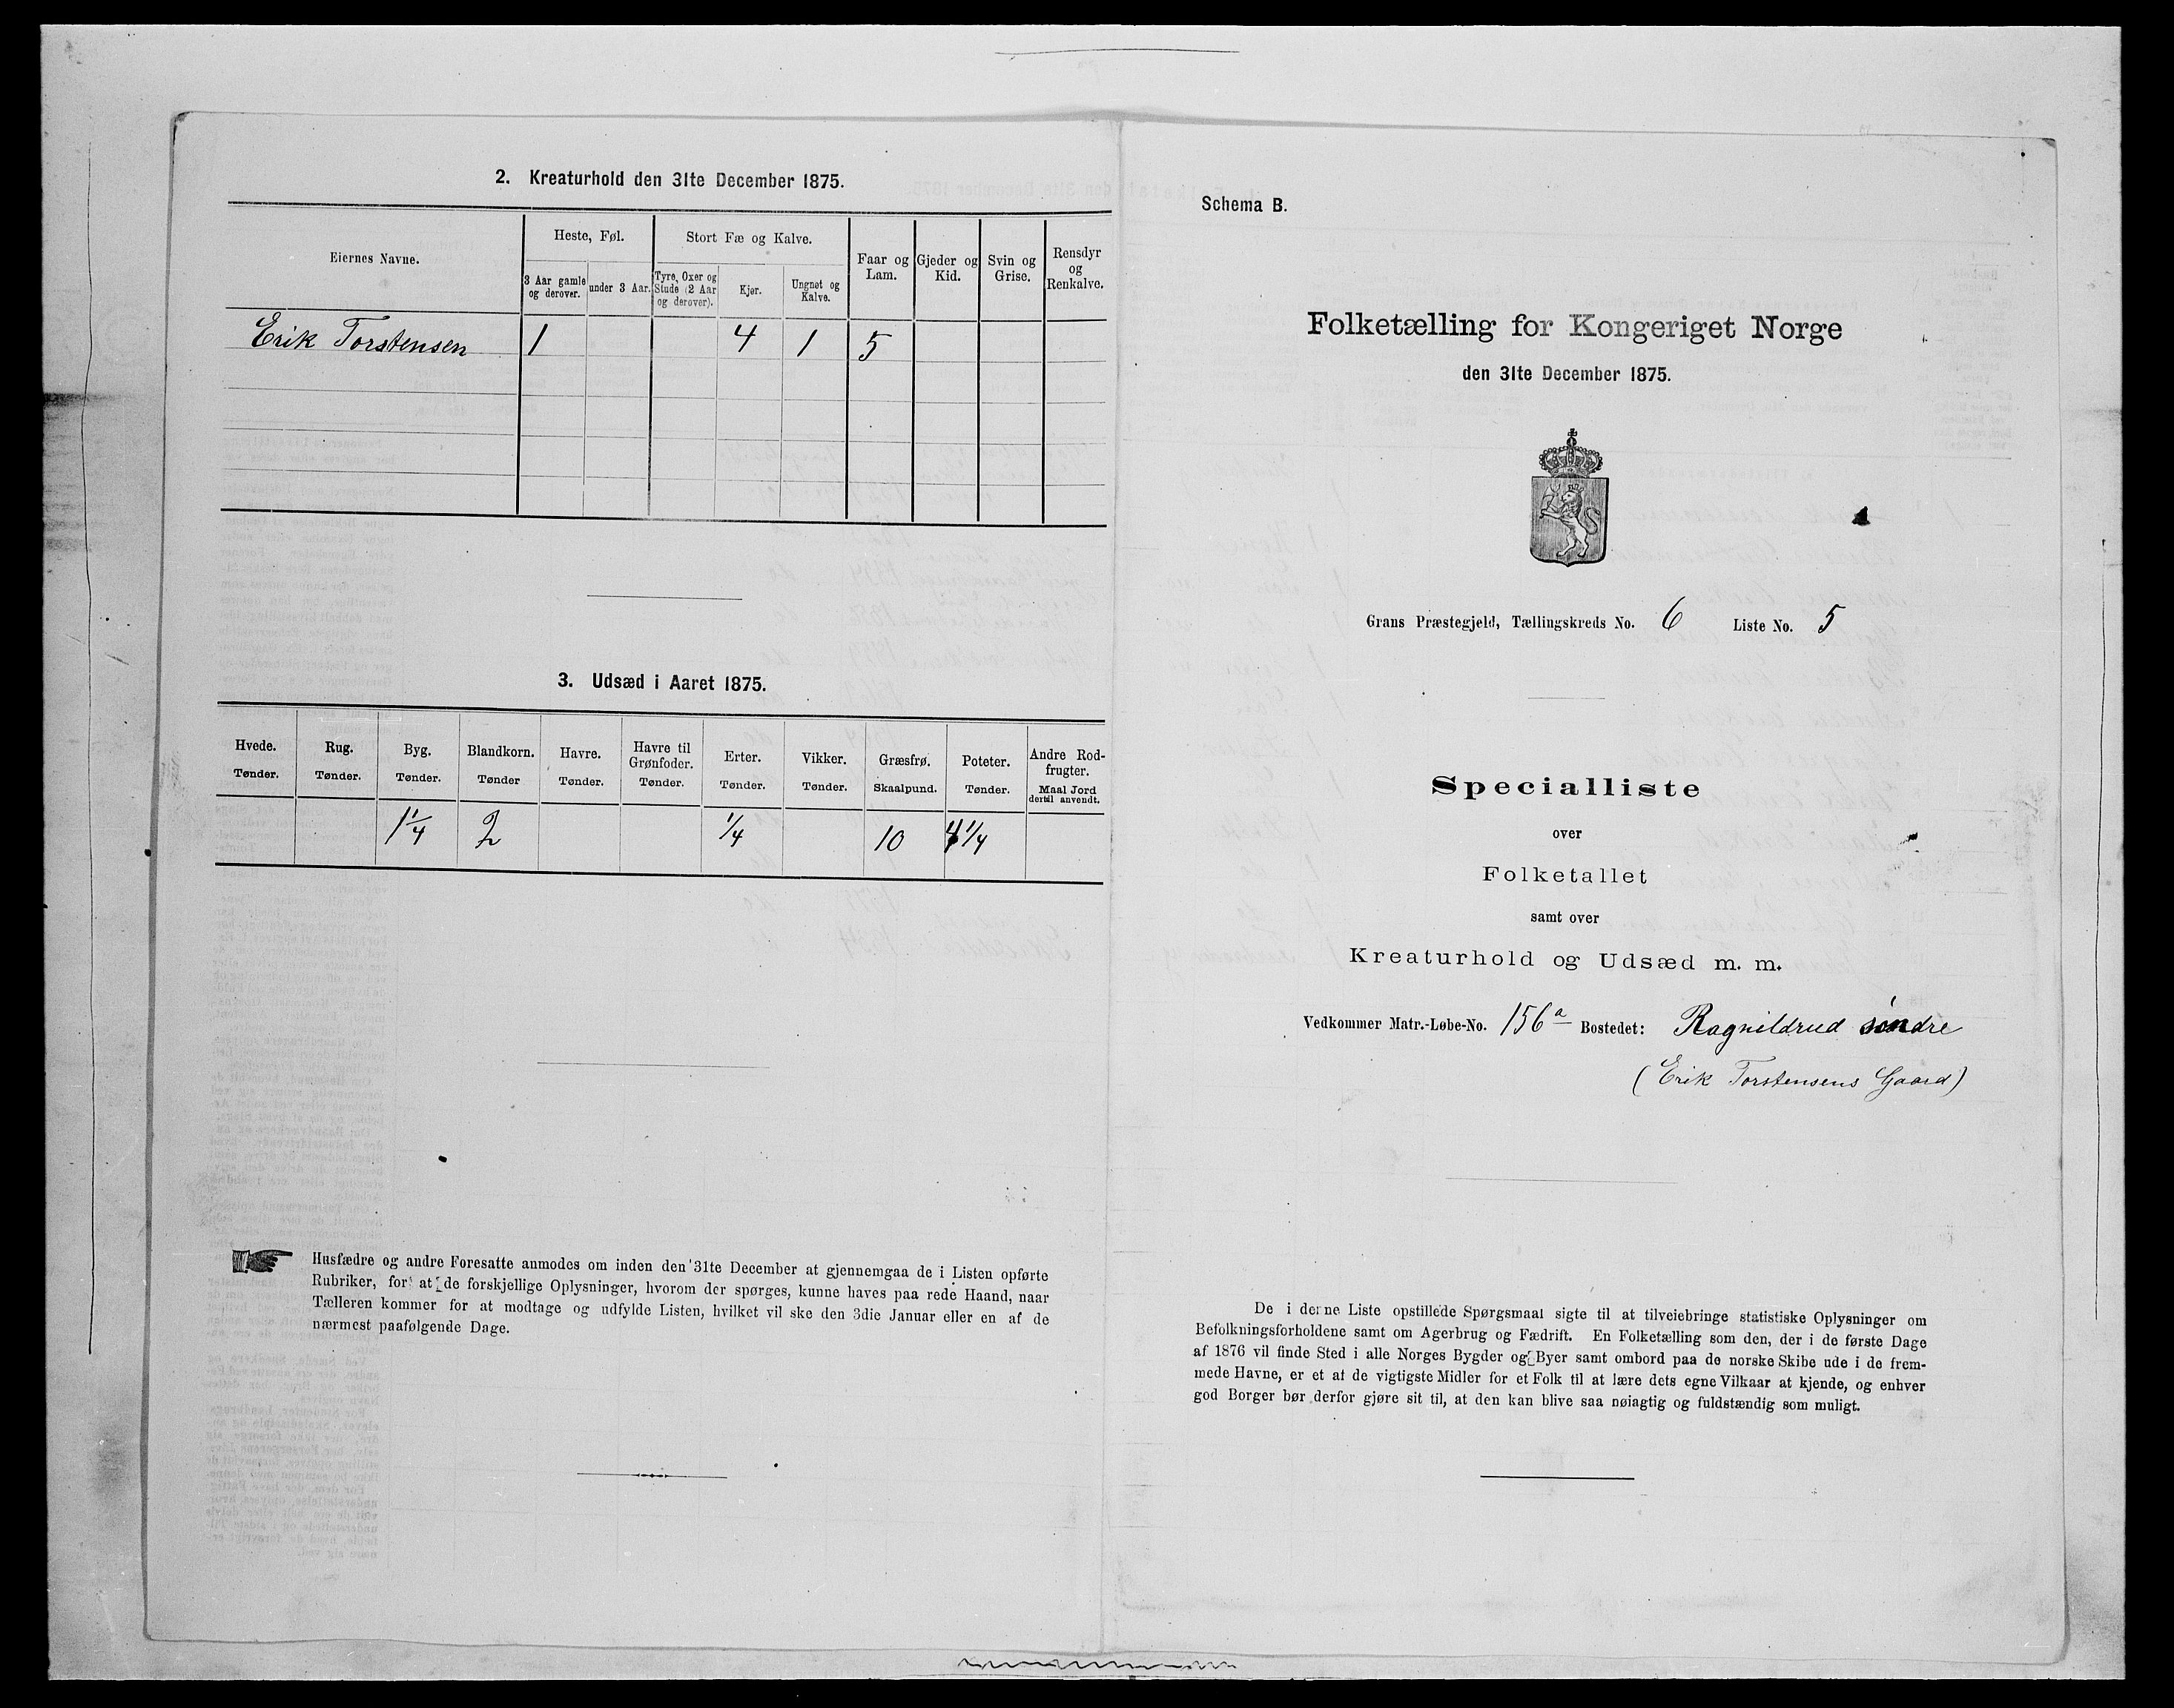 2. Kreaturhold den 31te December 1875.
Eiernes Navne.
Heste, Føl.
Stort Fæ og Kalve.
Faar og Lam.
Gjeder og Kid.
Svin og Grise.
Rensdyr og Renkalve.
3 Aar gamle og derover.
under 3 Aar.
Tyre, Oxer og Stude (2 Aar og derover).
Kjør.
Ungnøt og Kalve.
Erik Torstensen 1 4 1 5
3. Udsæd i Aaret 1875.
Hvede. Tønder.
Rug. Tønder.
Byg. Tønder.
Blandkorn. Tønder
Havre. Tønder.
Havre til Grønfoder. Tønder.
Erter. Tønder.
Vikker. Tønder.
Græsfrø. Skaalpund.
Poteter. Tønder.
Andre Rodfrugter. Maal Jord dertil anvendt.
1 1/4 2 1/4 10 4 1/4
Husfædre og andre Foresatte anmodes om inden den 31te December at gjennemgaa de i Listen opførte
Rubriker, for at de forskjellige Oplysninger, hvorom der spørges, kunne haves paa rede Haand, naar
Tælleren kommer for at modtage og udfylde Listen, hvilket vil ske den 3die Januar eller en af de
nærmest paafølgende Dage.
Schema B.
Folketælling for Kongeriget Norge
den 31te December 1875.
Grans Præstegjeld, Tællingskreds No. 6 Liste No. 5
Specialliste
over
Folketallet
samt over
Kreaturhold og Udsæd m. m.
Vedkommer Matr.-Løbe-No. 156a Bostedet: Ragnildrud søndre
(Erik Torstensens Gaard)
De i denne Liste opstillede Spørgsmaal sigte til at tilveiebringe statistiske Oplysninger om
Befolkningsforholdene samt om Agerbrug og Fædrift. En Folketælling som den, der i de første Dage
af 1876 vil finde Sted i alle Norges Bygder og Byer samt ombord paa de norske Skibe ude i de frem-
mede Havne, er et at de vigtigste Midler for et Folk til at lære dets egne Vilkaar at kjende, og enhver
god Borger bør derfor gjøre sit til, at den kan blive saa nøiagtig og fuldstændig som muligt.